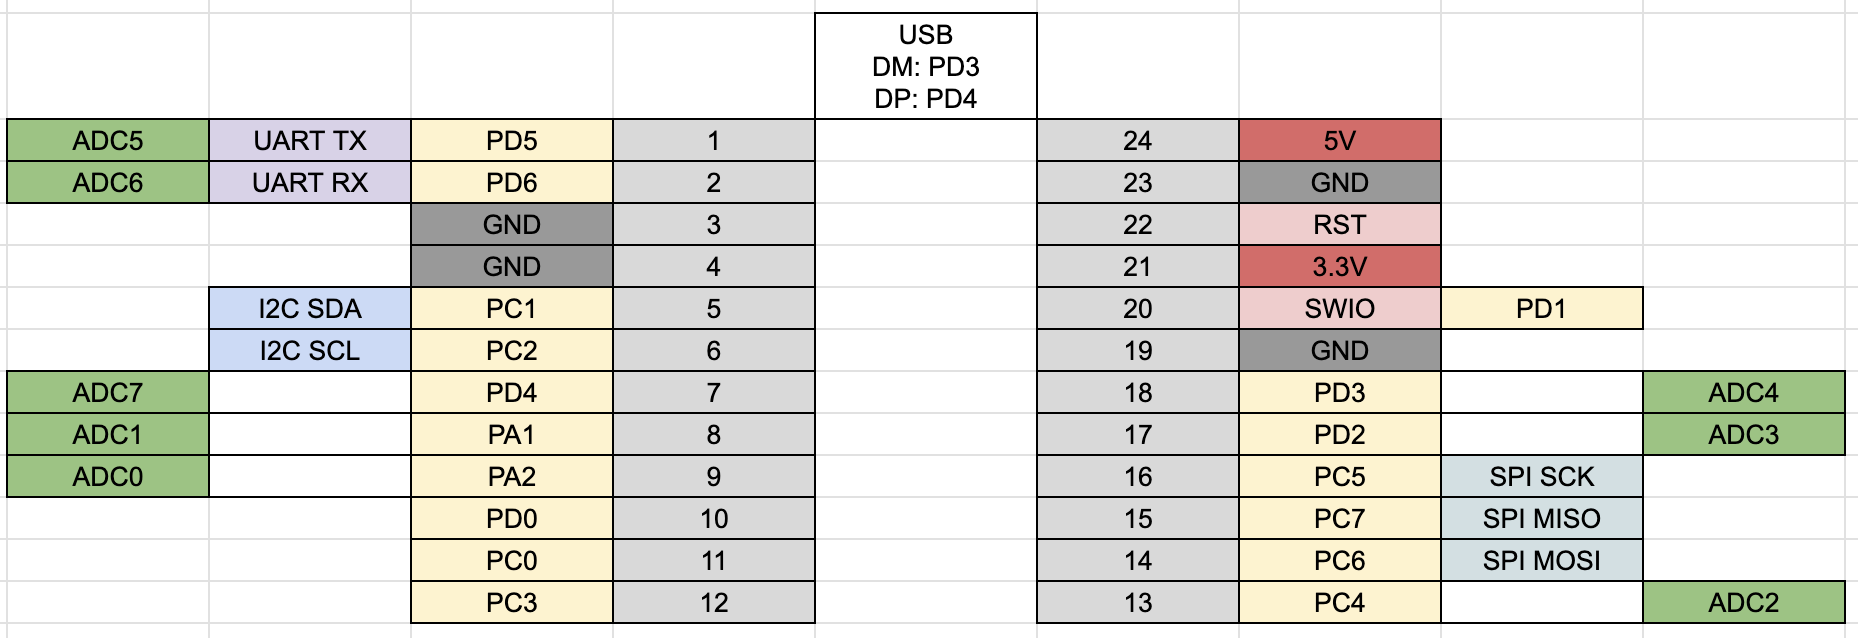 USB
DM: PD3
DP: PD4
ADC5 UART TX PD5 1 24 5V
ADC6 UART RX PD6 2 23 GND
GND 3 22 RST
GND 4 21 3.3V
I2C SDA PC1 5 20 SWIO PD1
I2C SCL PC2 6 19 GND
ADC7 PD4 7 18 PD3 ADC4
ADC1 PA1 8 17 PD2 ADC3
ADC0 PA2 9 16 PC5 SPI SCK
PD0 10 15 PC7 SPI MISO
PC0 11 14 PC6 SPI MOSI
PC3 12 13 PC4 ADC2